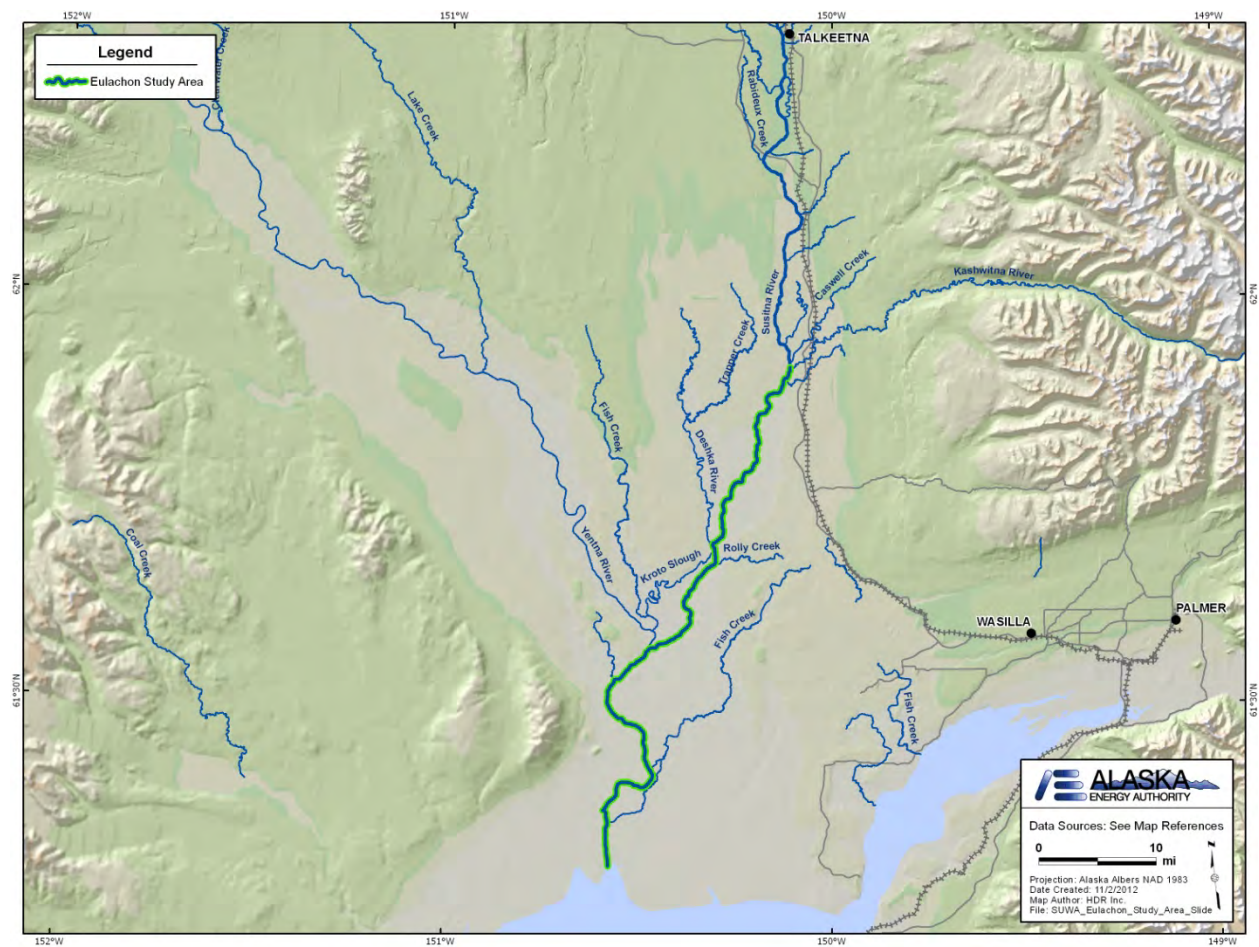 152°W
151°W
150°W
149°W
Legend
Eulachon Study Area
TALKEETNA
Rabideux Creek
Lake Creek
62°N
62°N
Susitna River
Caswell Creek
Kashwitna River
Trapper Creek
Fish Creek
Deshka River
Coal Creek
Yentna River
Kroto Slough
Rolly Creek
Fish Creek
WASILLA
PALMER
61°30'N
61°30'N
Fish Creek
ALASKA
ENERGY AUTHORITY
Data Sources: See Map References
0 10 mi
N
Projection: Alaska Albers NAD 1983
Date Created: 11/2/2012
Map Author: HDR Inc.
File: SUWA_Eulachon_Study_Area_Slide
152°W
151°W
150°W
149°W